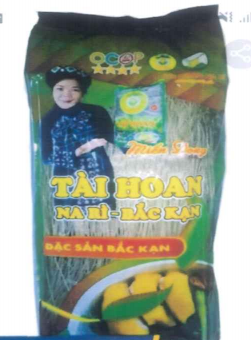 OCOP
Miến Dong
TÀI HOAN
NA RÌ - BẮC KẠN
ĐẶC SẢN BẮC KẠN